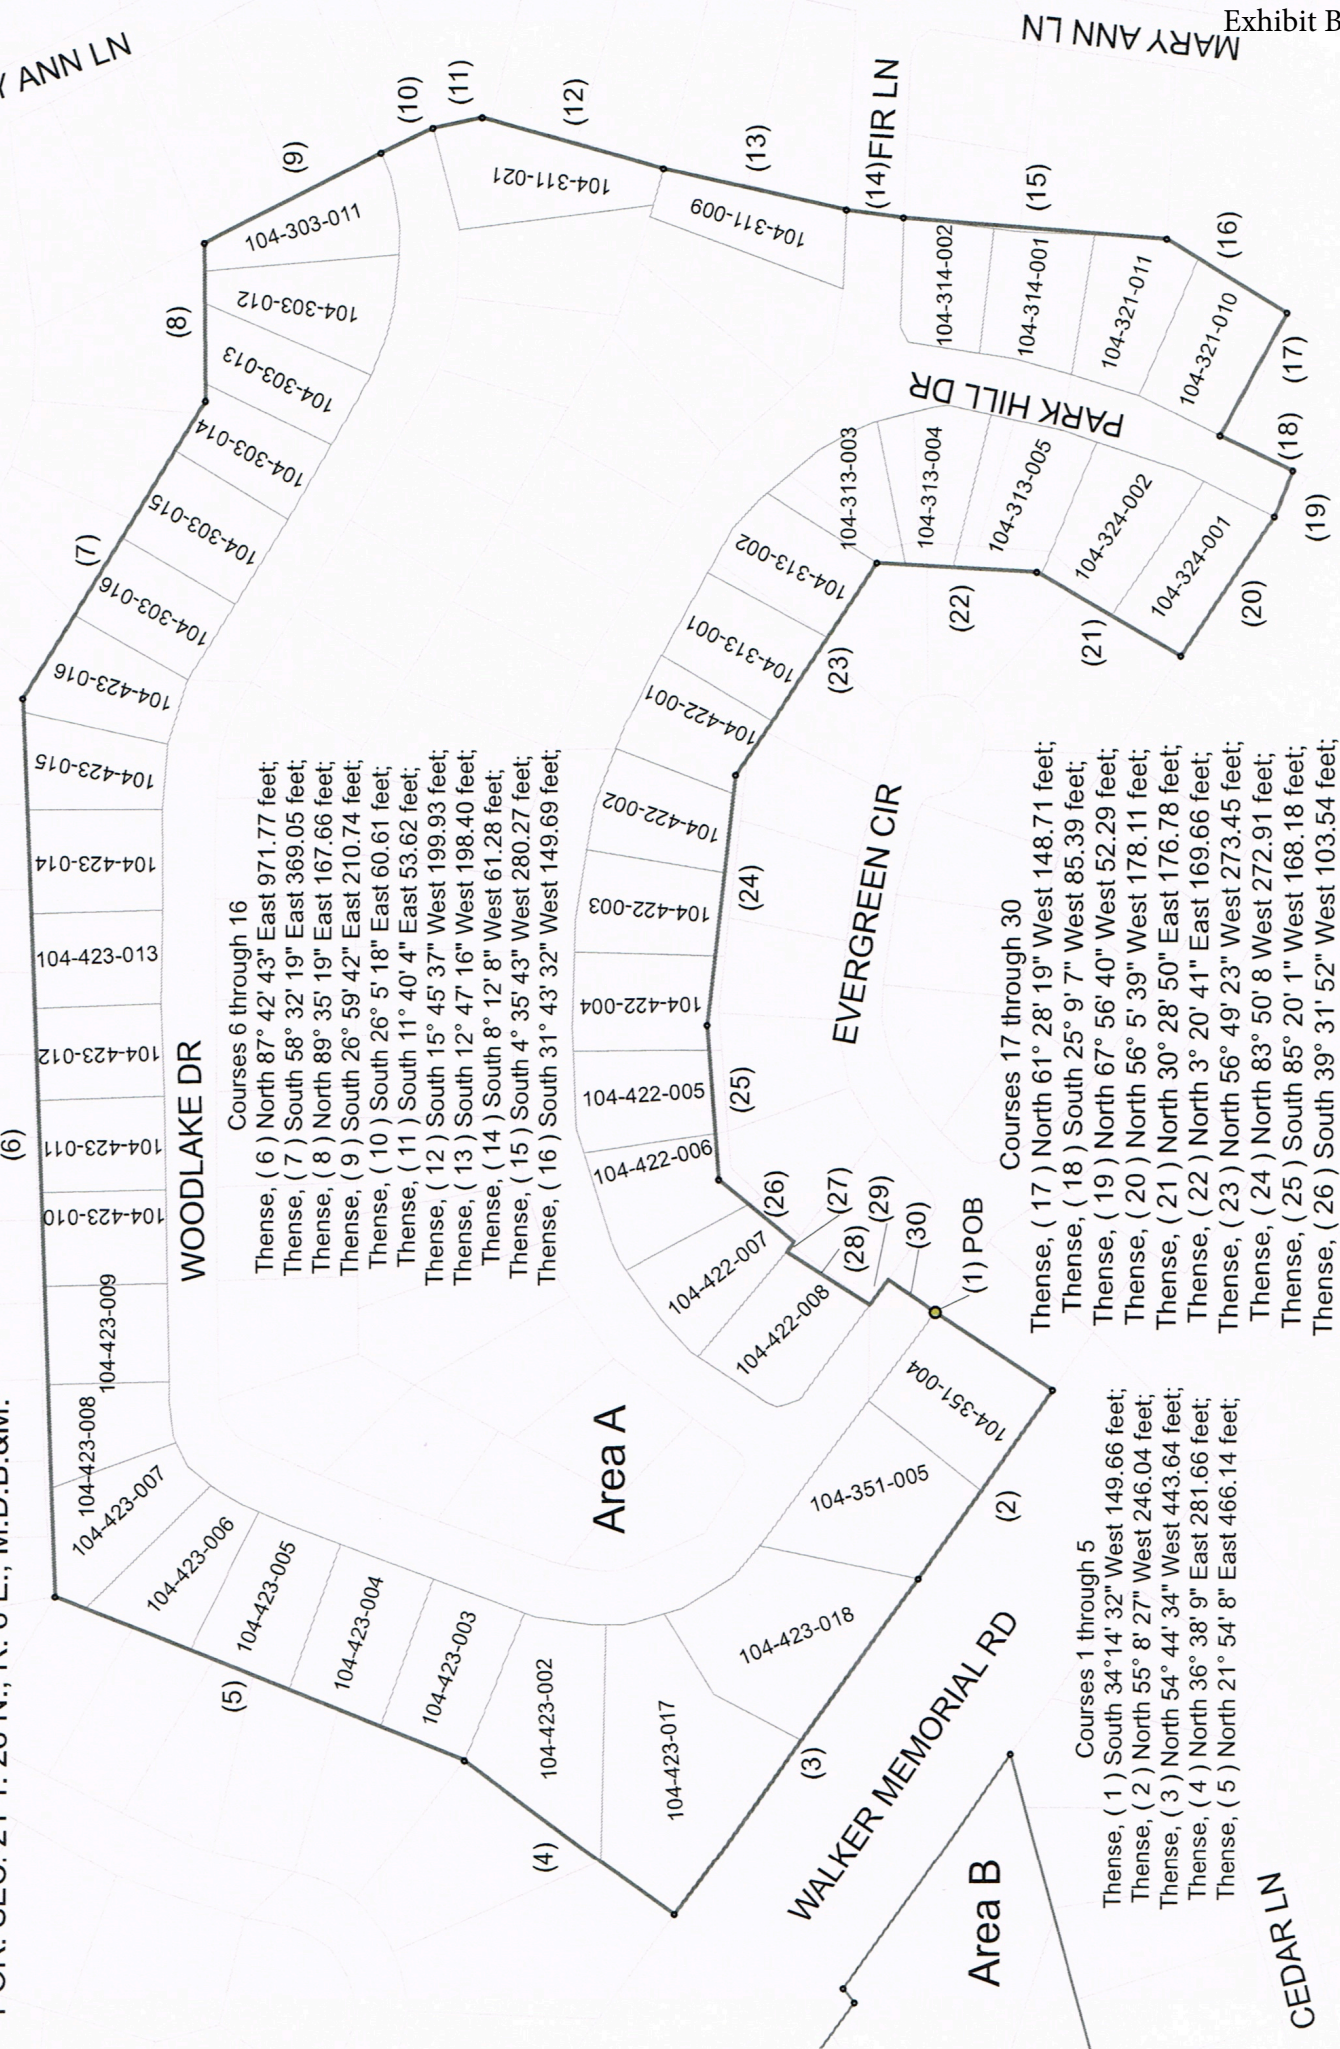 Exhibit B
Y ANN LN
MARY ANN LN
(6)
(7)
(8)
(9)
(10)
(11)
(12)
(13)
(14)FIR LN
(15)
(16)
(17)
(18)
(19)
(20)
(21)
(22)
(23)
(24)
(25)
(26)
(27)
(28)
(29)
(30)
(1) POB
(2)
(3)
(4)
(5)
104-303-011
104-303-012
104-303-013
104-303-014
104-303-015
104-303-016
104-423-016
104-423-015
104-423-014
104-423-013
104-423-012
104-423-011
104-423-010
104-423-009
104-423-008
104-423-007
104-423-006
104-423-005
104-423-004
104-423-003
104-423-002
104-423-017
104-423-018
104-351-005
104-351-004
104-311-021
104-311-009
104-314-002
104-314-001
104-321-011
104-321-010
104-313-003
104-313-004
104-313-005
104-324-002
104-324-001
104-313-002
104-313-001
104-422-001
104-422-002
104-422-003
104-422-004
104-422-005
104-422-006
104-422-007
104-422-008
PARK HILL DR
WOODLAKE DR
EVERGREEN CIR
WALKER MEMORIAL RD
CEDAR LN
Area A
Area B
Courses 6 through 16
Thense, ( 6 ) North 87° 42' 43" East 971.77 feet;
Thense, ( 7 ) South 58° 32' 19" East 369.05 feet;
Thense, ( 8 ) North 89° 35' 19" East 167.66 feet;
Thense, ( 9 ) South 26° 59' 42" East 210.74 feet;
Thense, ( 10 ) South 26° 5' 18" East 60.61 feet;
Thense, ( 11 ) South 11° 40' 4" East 53.62 feet;
Thense, ( 12 ) South 15° 45' 37" West 199.93 feet;
Thense, ( 13 ) South 12° 47' 16" West 198.40 feet;
Thense, ( 14 ) South 8° 12' 8" West 61.28 feet;
Thense, ( 15 ) South 4° 35' 43" West 280.27 feet;
Thense, ( 16 ) South 31° 43' 32" West 149.69 feet;
Courses 17 through 30
Thense, ( 17 ) North 61° 28' 19" West 148.71 feet;
Thense, ( 18 ) South 25° 9' 7" West 85.39 feet;
Thense, ( 19 ) North 67° 56' 40" West 52.29 feet;
Thense, ( 20 ) North 56° 5' 39" West 178.11 feet;
Thense, ( 21 ) North 30° 28' 50" East 176.78 feet;
Thense, ( 22 ) North 3° 20' 41" East 169.66 feet;
Thense, ( 23 ) North 56° 49' 23" West 273.45 feet;
Thense, ( 24 ) North 83° 50' 8 West 272.91 feet;
Thense, ( 25 ) South 85° 20' 1" West 168.18 feet;
Thense, ( 26 ) South 39° 31' 52" West 103.54 feet;
Courses 1 through 5
Thense, ( 1 ) South 34°14' 32" West 149.66 feet;
Thense, ( 2 ) North 55° 8' 27" West 246.04 feet;
Thense, ( 3 ) North 54° 44' 34" West 443.64 feet;
Thense, ( 4 ) North 36° 38' 9" East 281.66 feet;
Thense, ( 5 ) North 21° 54' 8" East 466.14 feet;